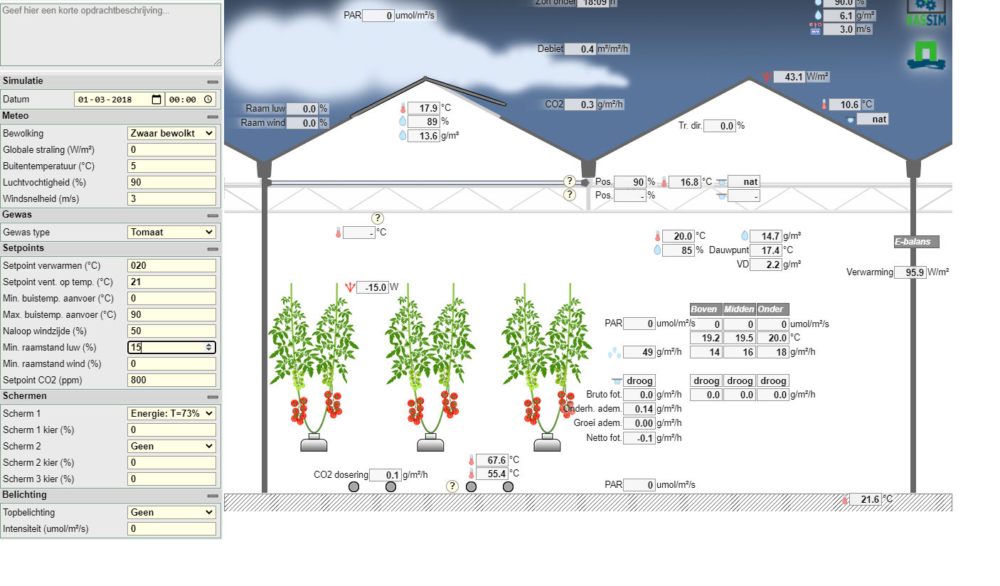 Geef hier een korte opdrachtbeschrijving...
Simulatie
Datum 01-03-2018 00:00
Meteo
Bewolking Zwaar bewolkt
Globale straling (W/m²) 0
Buitentemperatuur (°C) 5
Luchtvochtigheid (%) 90
Windsnelheid (m/s) 3
Gewas
Gewas type Tomaat
Setpoints
Setpoint verwarmen (°C) 020
Setpoint vent. op temp. (°C) 21
Min. buistemp. aanvoer (°C) 0
Max. buistemp. aanvoer (°C) 90
Naloop windzijde (%) 50
Min. raamstand luw (%) 15
Min. raamstand wind (%) 0
Setpoint CO2 (ppm) 800
Schermen
Scherm 1 Energie: T=73%
Scherm 1 kier (%) 0
Scherm 2 Geen
Scherm 2 kier (%) 0
Scherm 3 kier (%) 0
Belichting
Topbelichting Geen
Intensiteit (umol/m²/s) 0
Zon onder 18:09 h
90.0 %
PAR 0 umol/m²/s
6.1 g/m³
KASSIM
3.0 m/s
Debiet 0.4 m³/m²/h
43.1 W/m²
CO2 0.3 g/m²/h
10.6 °C
Raam luw 0.0 %
17.9 °C
nat
Raam wind 0.0 %
89 %
Tr. dir. 0.0 %
13.6 g/m³
? Pos. 90 % 16.8 °C nat
? Pos. - % -
?
- °C
20.0 °C 14.7 g/m³
E-balans
85 % Dauwpunt 17.4 °C
VD 2.2 g/m³
Verwarming 95.9 W/m²
-15.0 W
Boven Midden Onder
PAR 0 umol/m²/s 0 0 0 umol/m²/s
19.2 19.5 20.0 °C
49 g/m²/h 14 16 18 g/m²/h
droog droog droog droog
Bruto fot. 0.0 g/m²/h 0.0 0.0 0.0 g/m²/h
Onderh. adem. 0.14 g/m²/h
Groei adem. 0.00 g/m²/h
Netto fot. -0.1 g/m²/h
67.6 °C
CO2 dosering 0.1 g/m²/h 55.4 °C
? PAR 0 umol/m²/s
21.6 °C